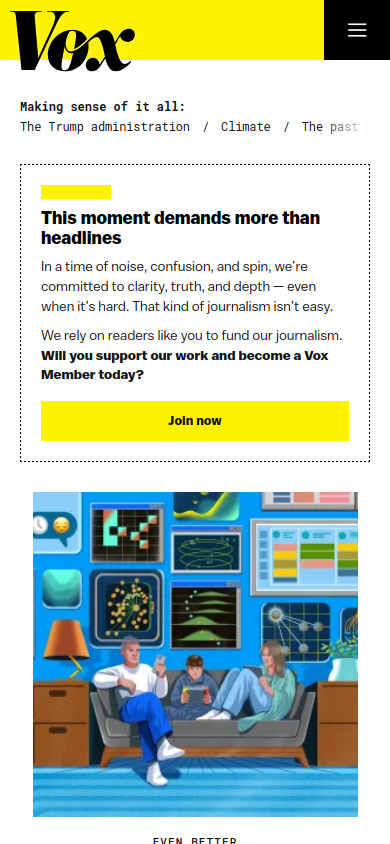 Vox
Making sense of it all:
The Trump administration / Climate / The past
This moment demands more than
headlines
In a time of noise, confusion, and spin, we're
committed to clarity, truth, and depth — even
when it's hard. That kind of journalism isn't easy.
We rely on readers like you to fund our journalism.
Will you support our work and become a Vox
Member today?
Join now
EVEN BETTER